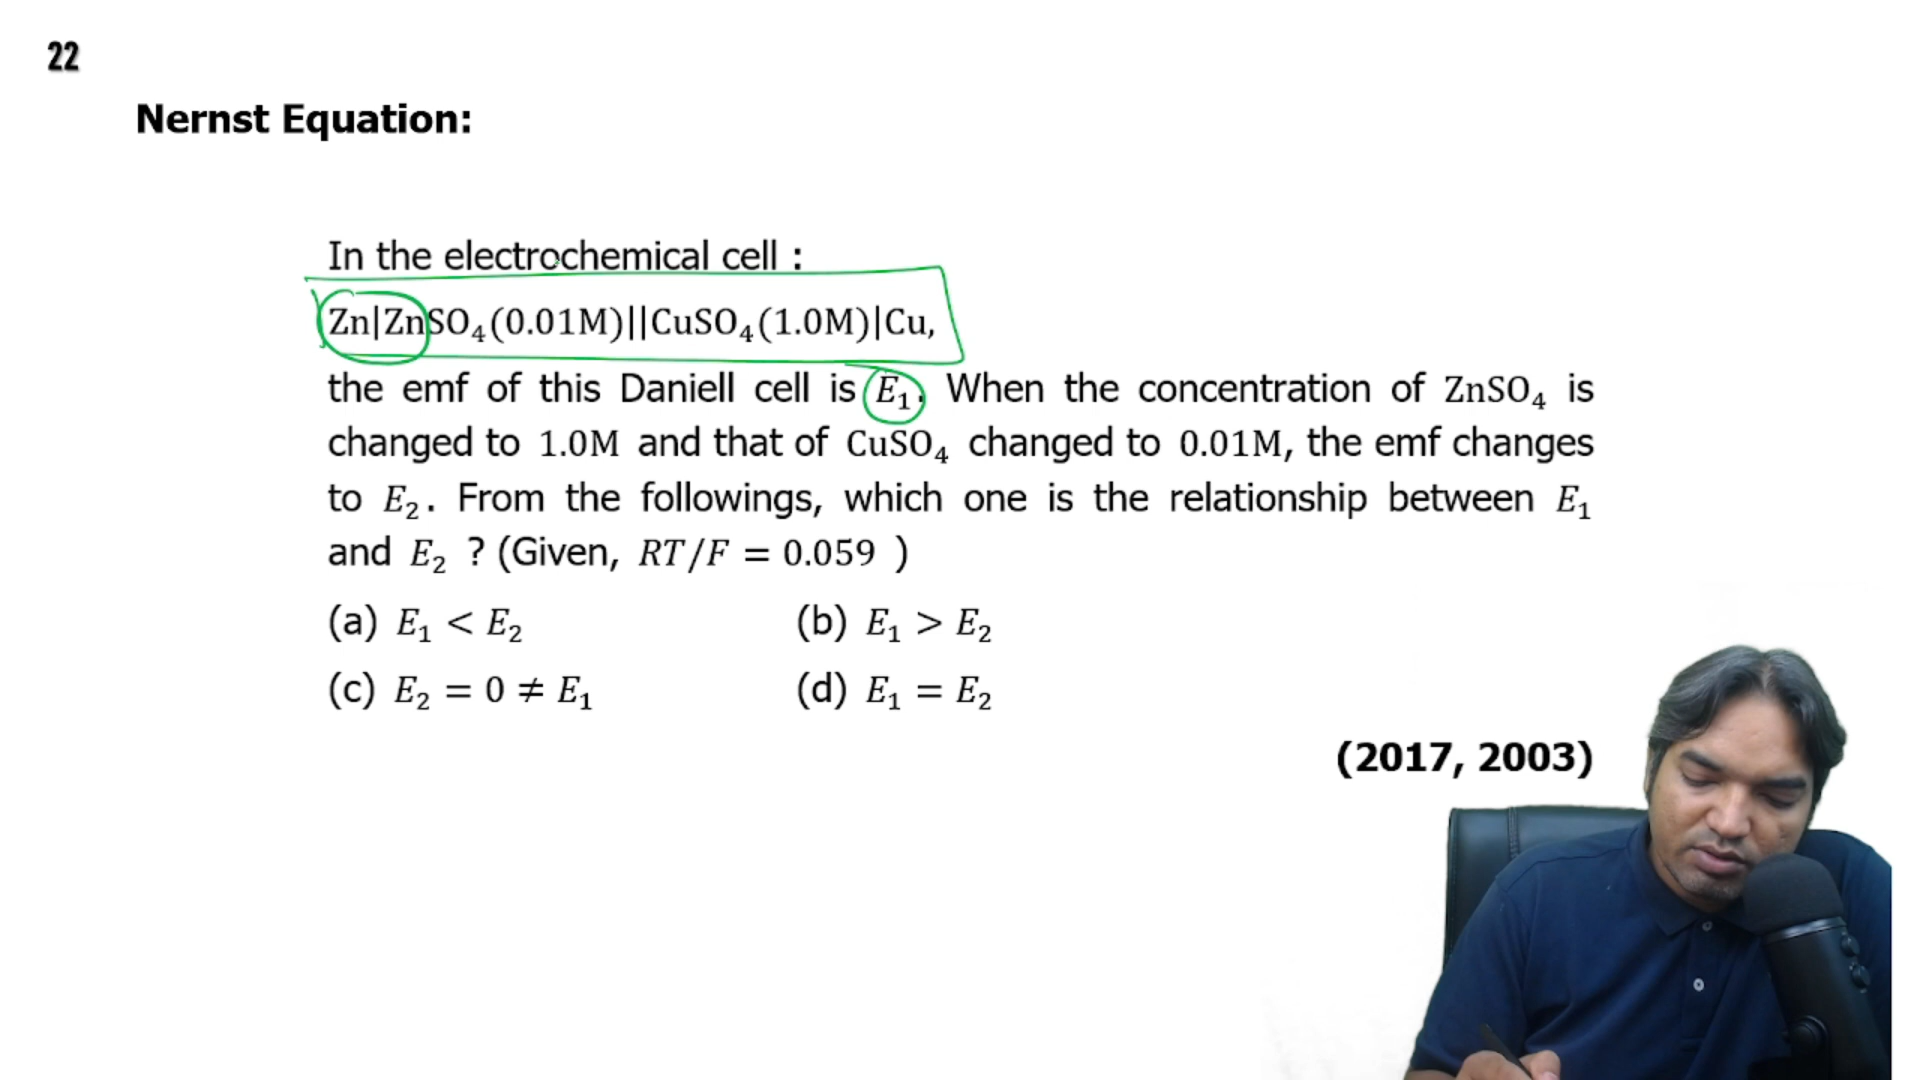 22
Nernst Equation:
In the electrochemical cell :
Zn|ZnSO₄(0.01M)||CuSO₄(1.0M)|Cu,
the emf of this Daniell cell is E₁. When the concentration of ZnSO₄ is
changed to 1.0M and that of CuSO₄ changed to 0.01M, the emf changes
to E₂. From the followings, which one is the relationship between E₁
and E₂ ? (Given, RT/F = 0.059 )
(a) E₁ < E₂ (b) E₁ > E₂
(c) E₂ = 0 ≠ E₁ (d) E₁ = E₂
(2017, 2003)